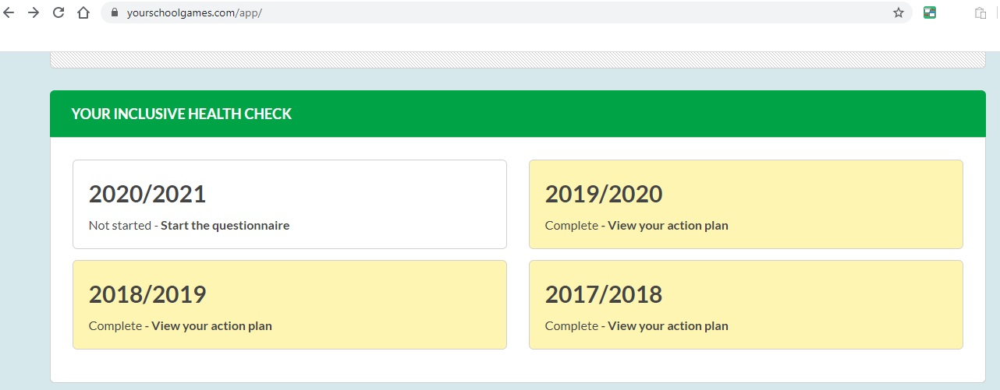 yourschoolgames.com/app/
YOUR INCLUSIVE HEALTH CHECK
2020/2021
Not started - Start the questionnaire
2019/2020
Complete - View your action plan
2018/2019
Complete - View your action plan
2017/2018
Complete - View your action plan